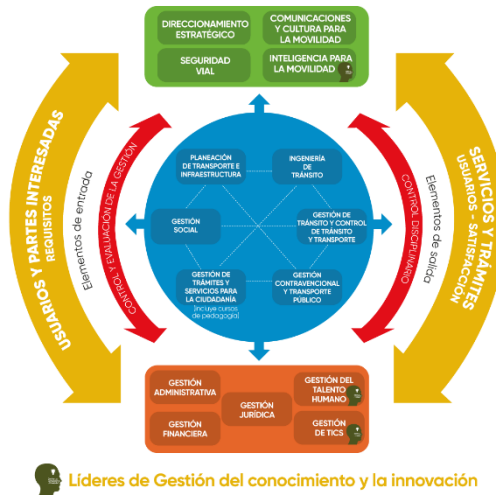 DIRECCIONAMIENTO
ESTRATÉGICO
COMUNICACIONES
Y CULTURA PARA
LA MOVILIDAD
SEGURIDAD
VIAL
INTELIGENCIA PARA
LA MOVILIDAD
USUARIOS Y PARTES INTERESADAS
REQUISITOS
Elementos de entrada
CONTROL Y EVALUACIÓN DE LA GESTIÓN
PLANEACIÓN
DE TRANSPORTE E
INFRAESTRUCTURA
INGENIERÍA
DE
TRÁNSITO
GESTIÓN
SOCIAL
GESTIÓN DE
TRÁNSITO Y CONTROL
DE TRÁNSITO
Y TRANSPORTE
GESTIÓN DE
TRÁMITES Y
SERVICIOS PARA
LA CIUDADANÍA
(Incluye cursos
de pedagogía)
GESTIÓN
CONTRAVENCIONAL
Y TRANSPORTE
PÚBLICO
CONTROL DISCIPLINARIO
Elementos de salida
SERVICIOS Y TRÁMITES
USUARIOS - SATISFACCIÓN
GESTIÓN
ADMINISTRATIVA
GESTIÓN
JURÍDICA
GESTIÓN DEL
TALENTO
HUMANO
GESTIÓN
FINANCIERA
GESTIÓN
DE TICS
Líderes de Gestión del conocimiento y la innovación